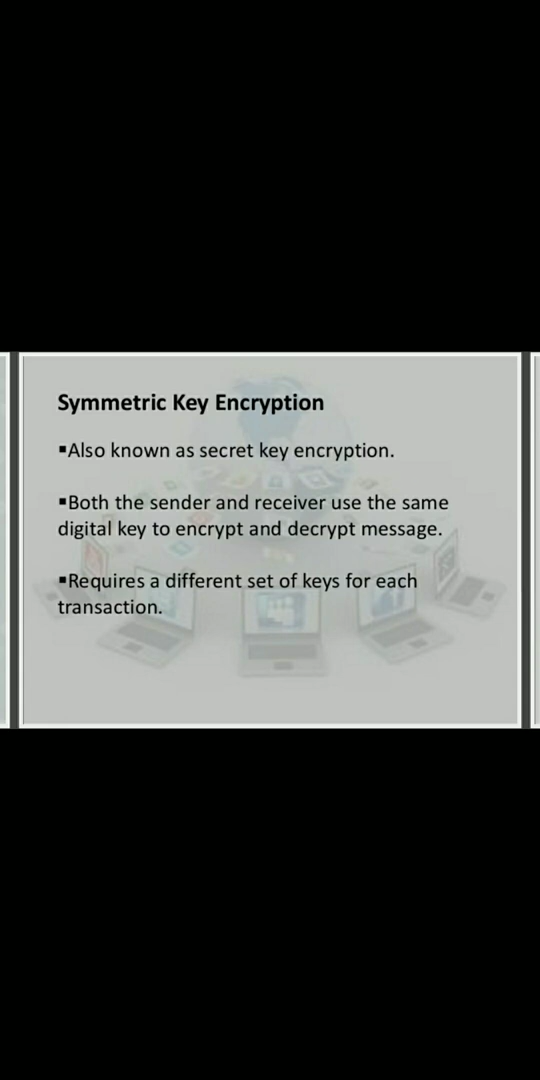 Symmetric Key Encryption
▪Also known as secret key encryption.
▪Both the sender and receiver use the same
digital key to encrypt and decrypt message.
▪Requires a different set of keys for each
transaction.